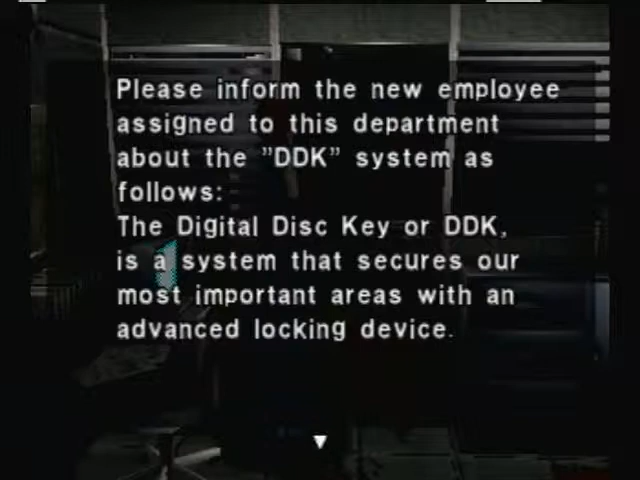 Please inform the new employee
assigned to this department
about the ”DDK” system as
follows:
The Digital Disc Key or DDK,
is a system that secures our
most important areas with an
advanced locking device.